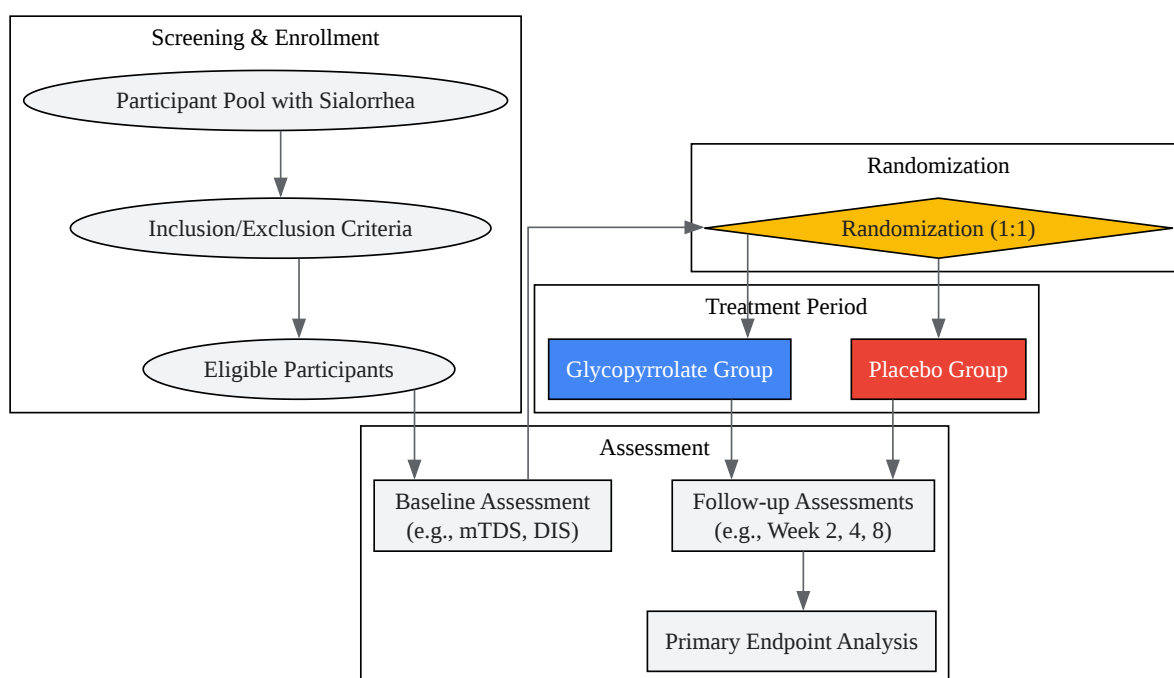 Screening & Enrollment
Participant Pool with Sialorrhea
Inclusion/Exclusion Criteria
Eligible Participants
Randomization
Randomization (1:1)
Treatment Period
Glycopyrrolate Group
Placebo Group
Assessment
Baseline Assessment
(e.g., mTDS, DIS)
Follow-up Assessments
(e.g., Week 2, 4, 8)
Primary Endpoint Analysis